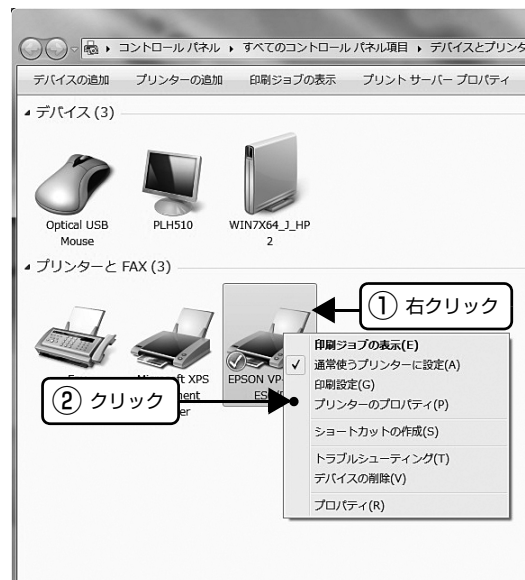 コントロール パネル ▸ すべてのコントロール パネル項目 ▸ デバイスとプリンタ
デバイスの追加 プリンターの追加 印刷ジョブの表示 プリント サーバー プロパティ
デバイス (3)
Optical USB
Mouse
PLH510
WIN7X64_J_HP
2
プリンターと FAX (3)
① 右クリック
EPSON VP-
印刷ジョブの表示(E)
✓ 通常使うプリンターに設定(A)
印刷設定(G)
② クリック
プリンターのプロパティ(P)
ショートカットの作成(S)
トラブルシューティング(T)
デバイスの削除(V)
プロパティ(R)